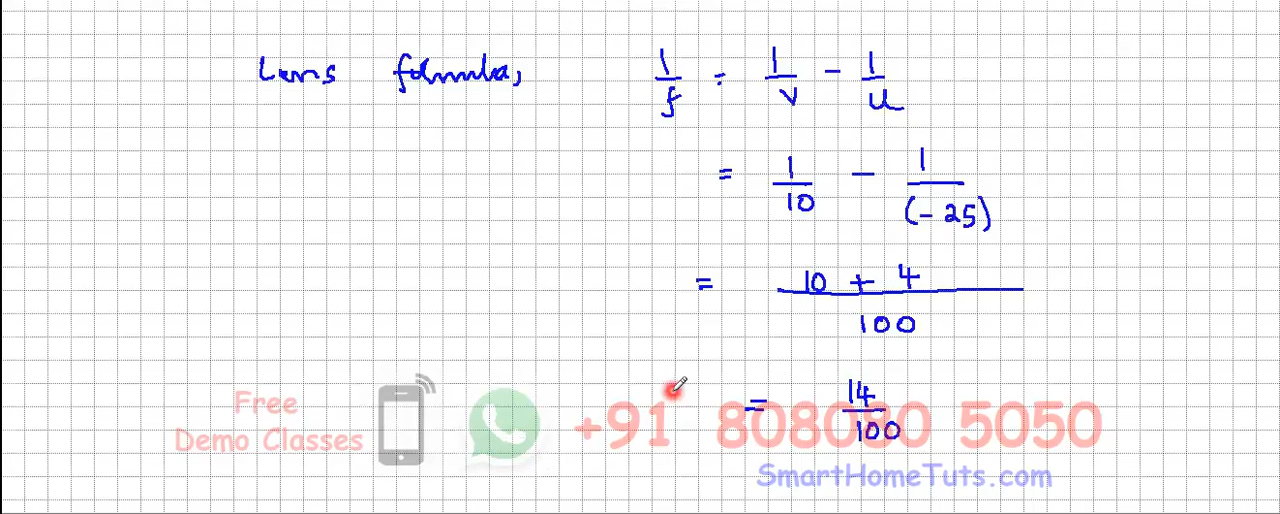 Lens formula, 1/f = 1/v - 1/u
= 1/10 - 1/(-25)
= 10 + 4/100
= 14/100
Free
Demo Classes
+91 808080 5050
SmartHomeTuts.com